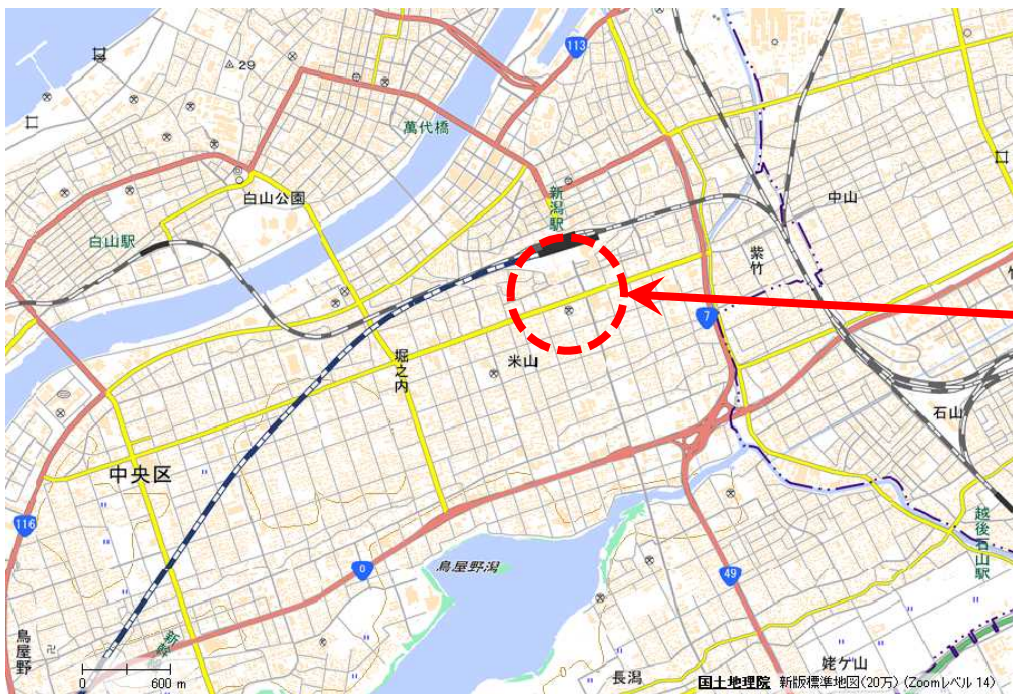 113
29
萬代橋
白山公園
新潟駅
中山
白山駅
紫竹
7
堀之内
米山
石山
中央区
116
越後石山駅
鳥屋野潟
0
49
鳥屋野
新幹
0 600 m
長潟
姥ケ山
国土地理院 新版標準地図(20万) (Zoomレベル 14)